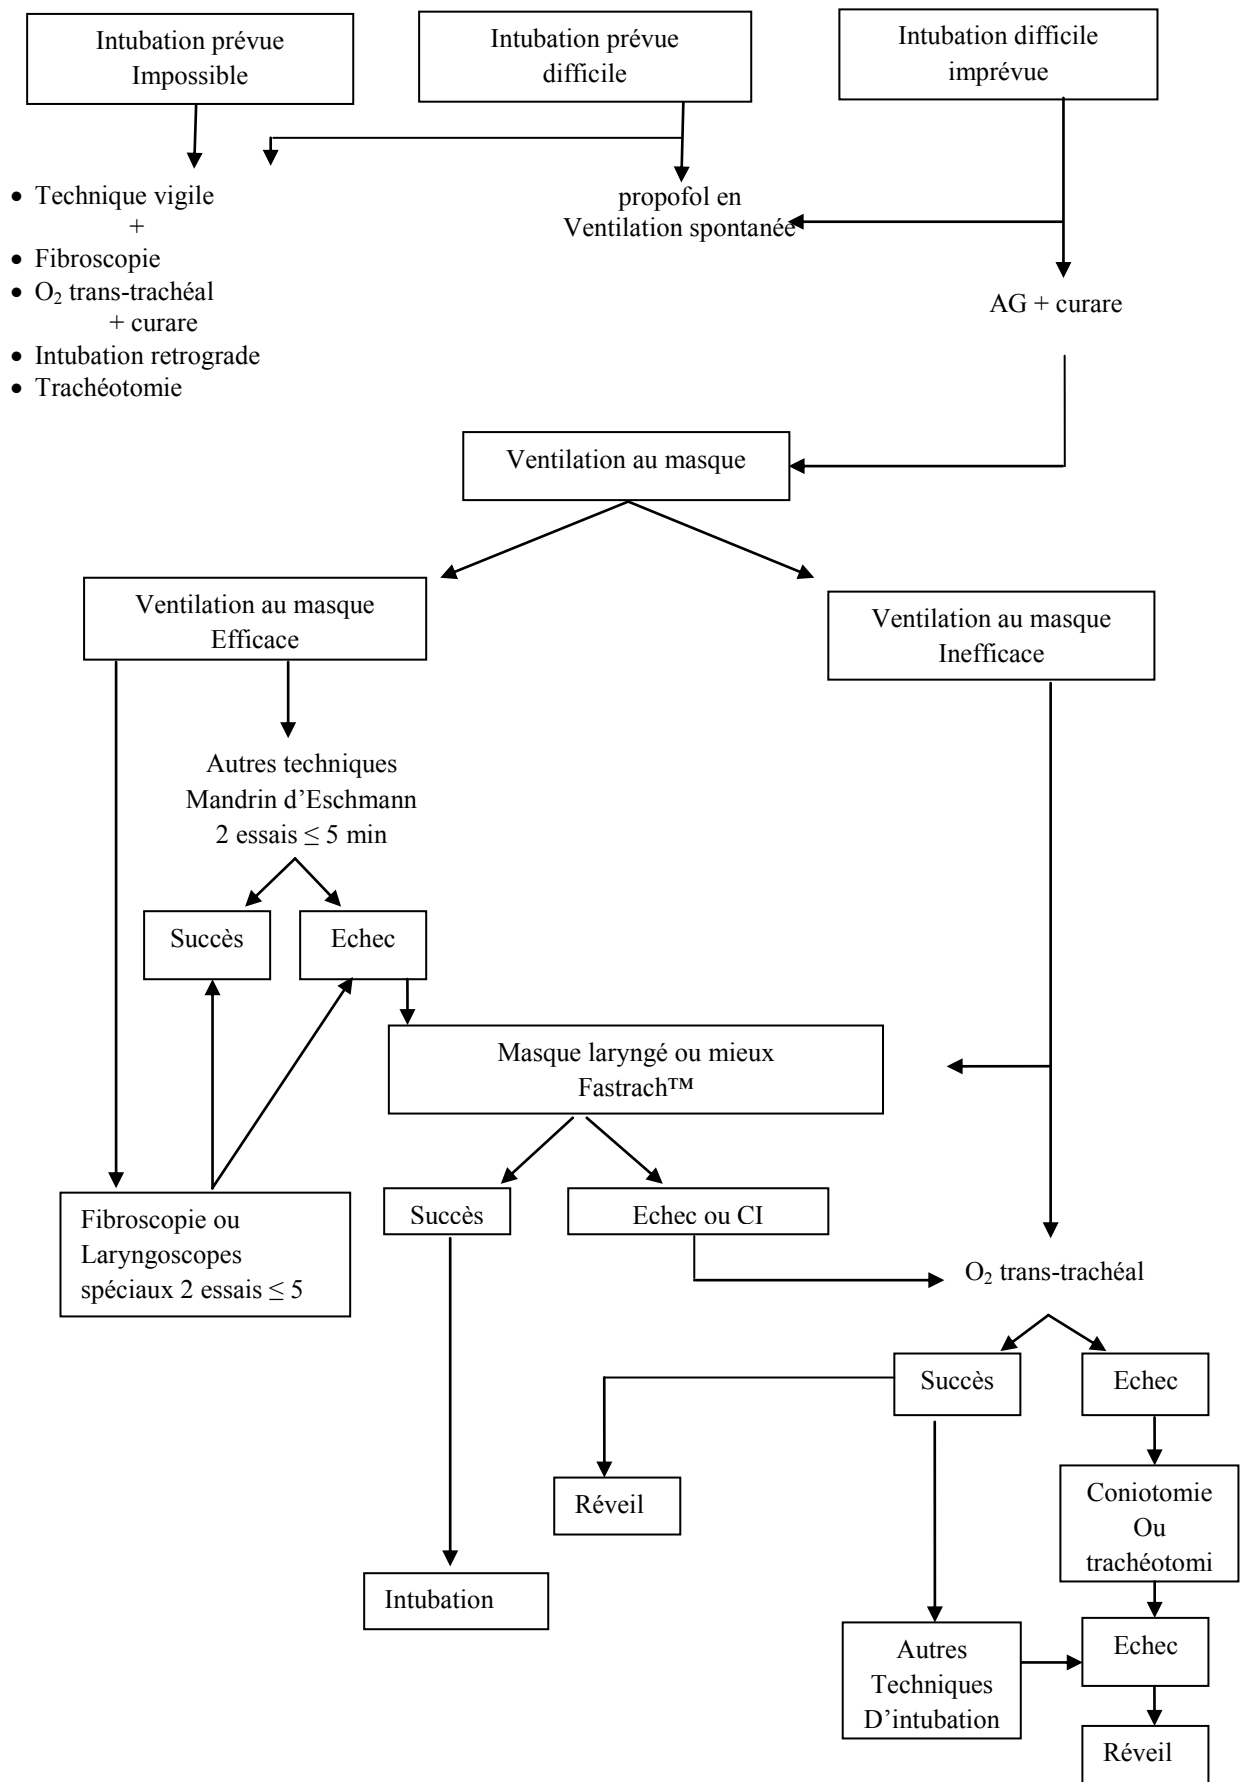 Intubation prévue
Impossible
Intubation prévue
difficile
Intubation difficile
imprévue
• Technique vigile
+
• Fibroscopie
• O₂ trans-trachéal
+ curare
• Intubation retrograde
• Trachéotomie
propofol en
Ventilation spontanée
AG + curare
Ventilation au masque
Ventilation au masque
Efficace
Ventilation au masque
Inefficace
Autres techniques
Mandrin d’Eschmann
2 essais ≤ 5 min
Succès
Echec
Masque laryngé ou mieux
Fastrach™
Fibroscopie ou
Laryngoscopes
spéciaux 2 essais ≤ 5
Succès
Echec ou CI
O₂ trans-trachéal
Succès
Echec
Réveil
Coniotomie
Ou
trachéotomi
Intubation
Autres
Techniques
D’intubation
Echec
Réveil